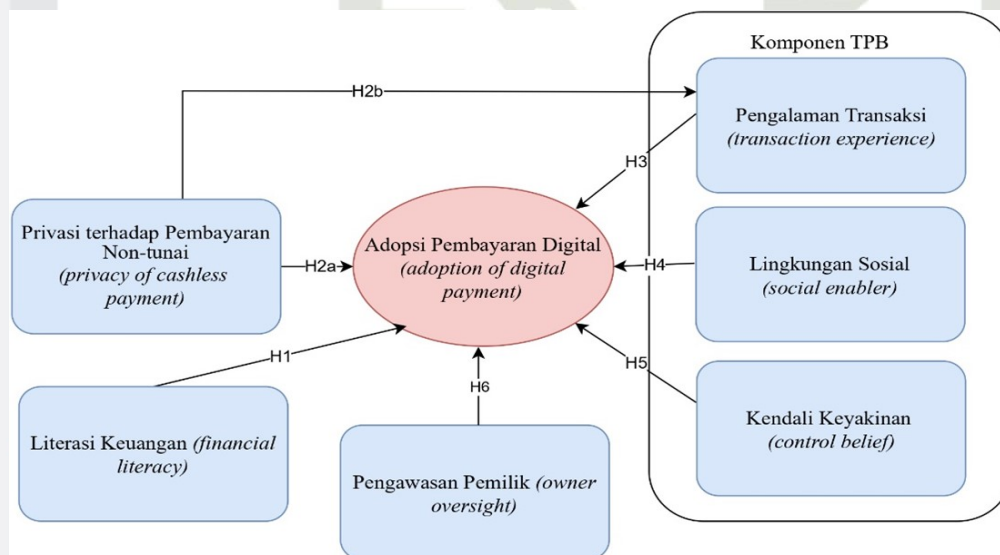 Komponen TPB
H2b
Pengalaman Transaksi
(transaction experience)
H3
Privasi terhadap Pembayaran
Non-tunai
(privacy of cashless
payment)
H2a
Adopsi Pembayaran Digital
(adoption of digital
payment)
H4
Lingkungan Sosial
(social enabler)
H1
H6
H5
Literasi Keuangan (financial
literacy)
Pengawasan Pemilik (owner
oversight)
Kendali Keyakinan
(control belief)